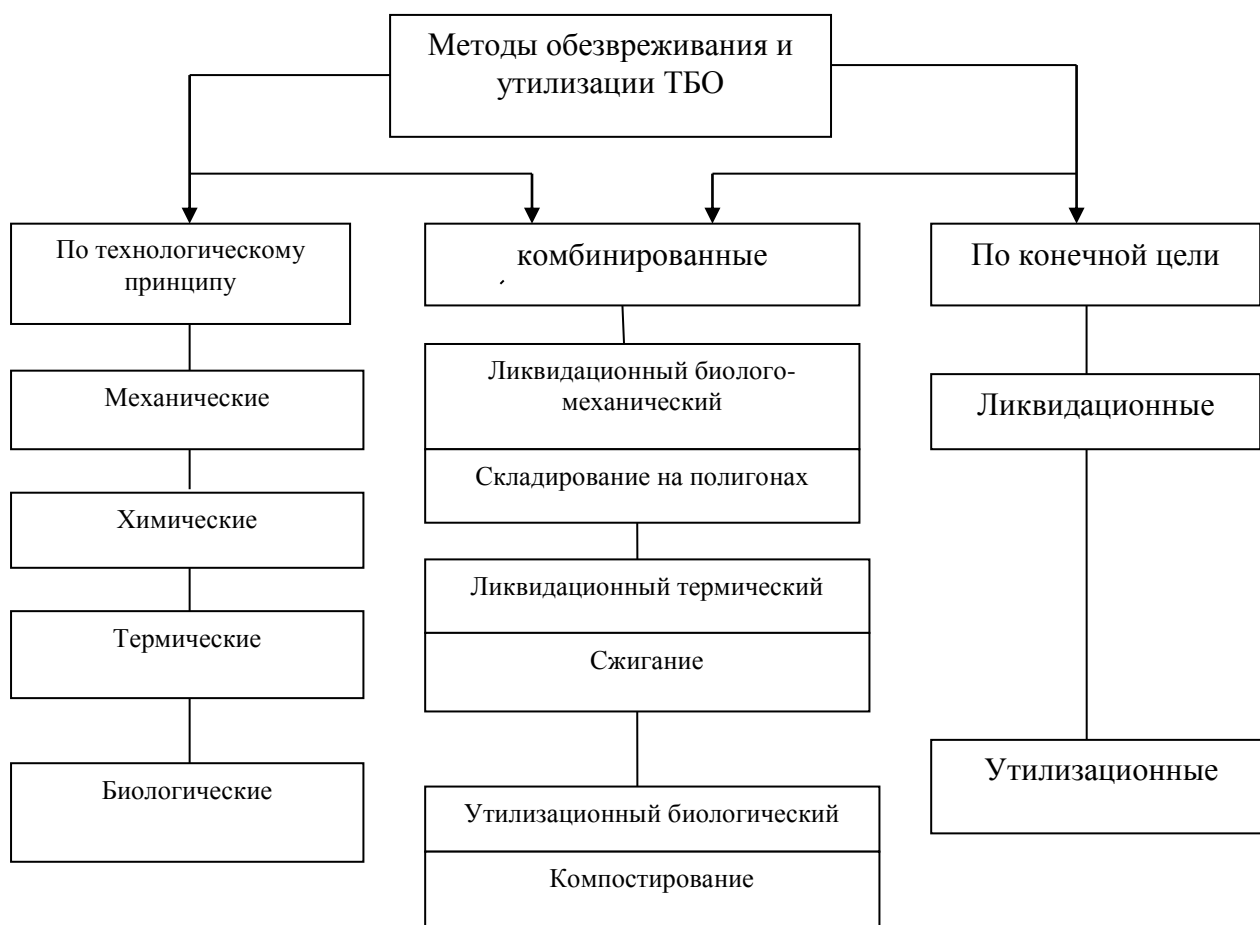 Методы обезвреживания и
утилизации ТБО
По технологическому
принципу
комбинированные
По конечной цели
Механические
Химические
Термические
Биологические
Ликвидационный биолого-
механический
Складирование на полигонах
Ликвидационный термический
Сжигание
Утилизационный биологический
Компостирование
Ликвидационные
Утилизационные